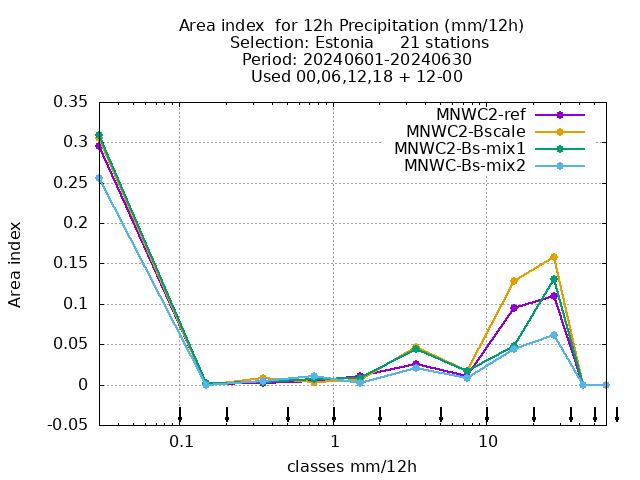 Area index  for 12h Precipitation (mm/12h)
Selection: Estonia     21 stations
Period: 20240601-20240630
Used 00,06,12,18 + 12-00
MNWC2-ref
MNWC2-Bscale
MNWC2-Bs-mix1
MNWC-Bs-mix2
0.35
0.3
0.25
0.2
0.15
0.1
0.05
0
-0.05
Area index
0.1
1
10
classes mm/12h